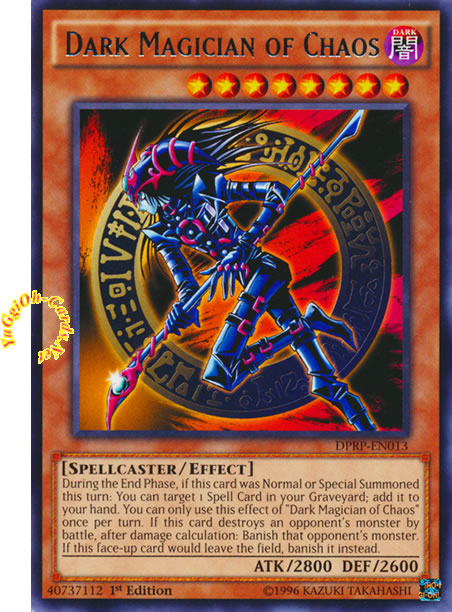 DARK MAGICIAN OF CHAOS
DARK
闇
YuGgiOh-Cards.Net
DPRP-EN013
[SPELLCASTER/EFFECT]
During the End Phase, if this card was Normal or Special Summoned
this turn: You can target 1 Spell Card in your Graveyard; add it to
your hand. You can only use this effect of "Dark Magician of Chaos"
once per turn. If this card destroys an opponent's monster by
battle, after damage calculation: Banish that opponent's monster.
If this face-up card would leave the field, banish it instead.
ATK/2800 DEF/2600
40737112 1st Edition
©1996 KAZUKI TAKAHASHI